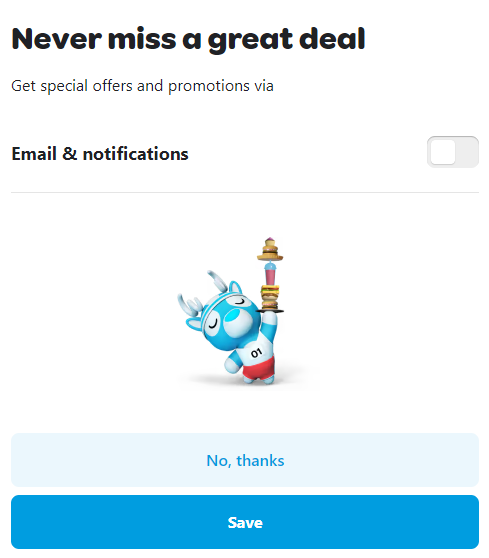 Never miss a great deal
Get special offers and promotions via
Email & notifications
01
No, thanks
Save